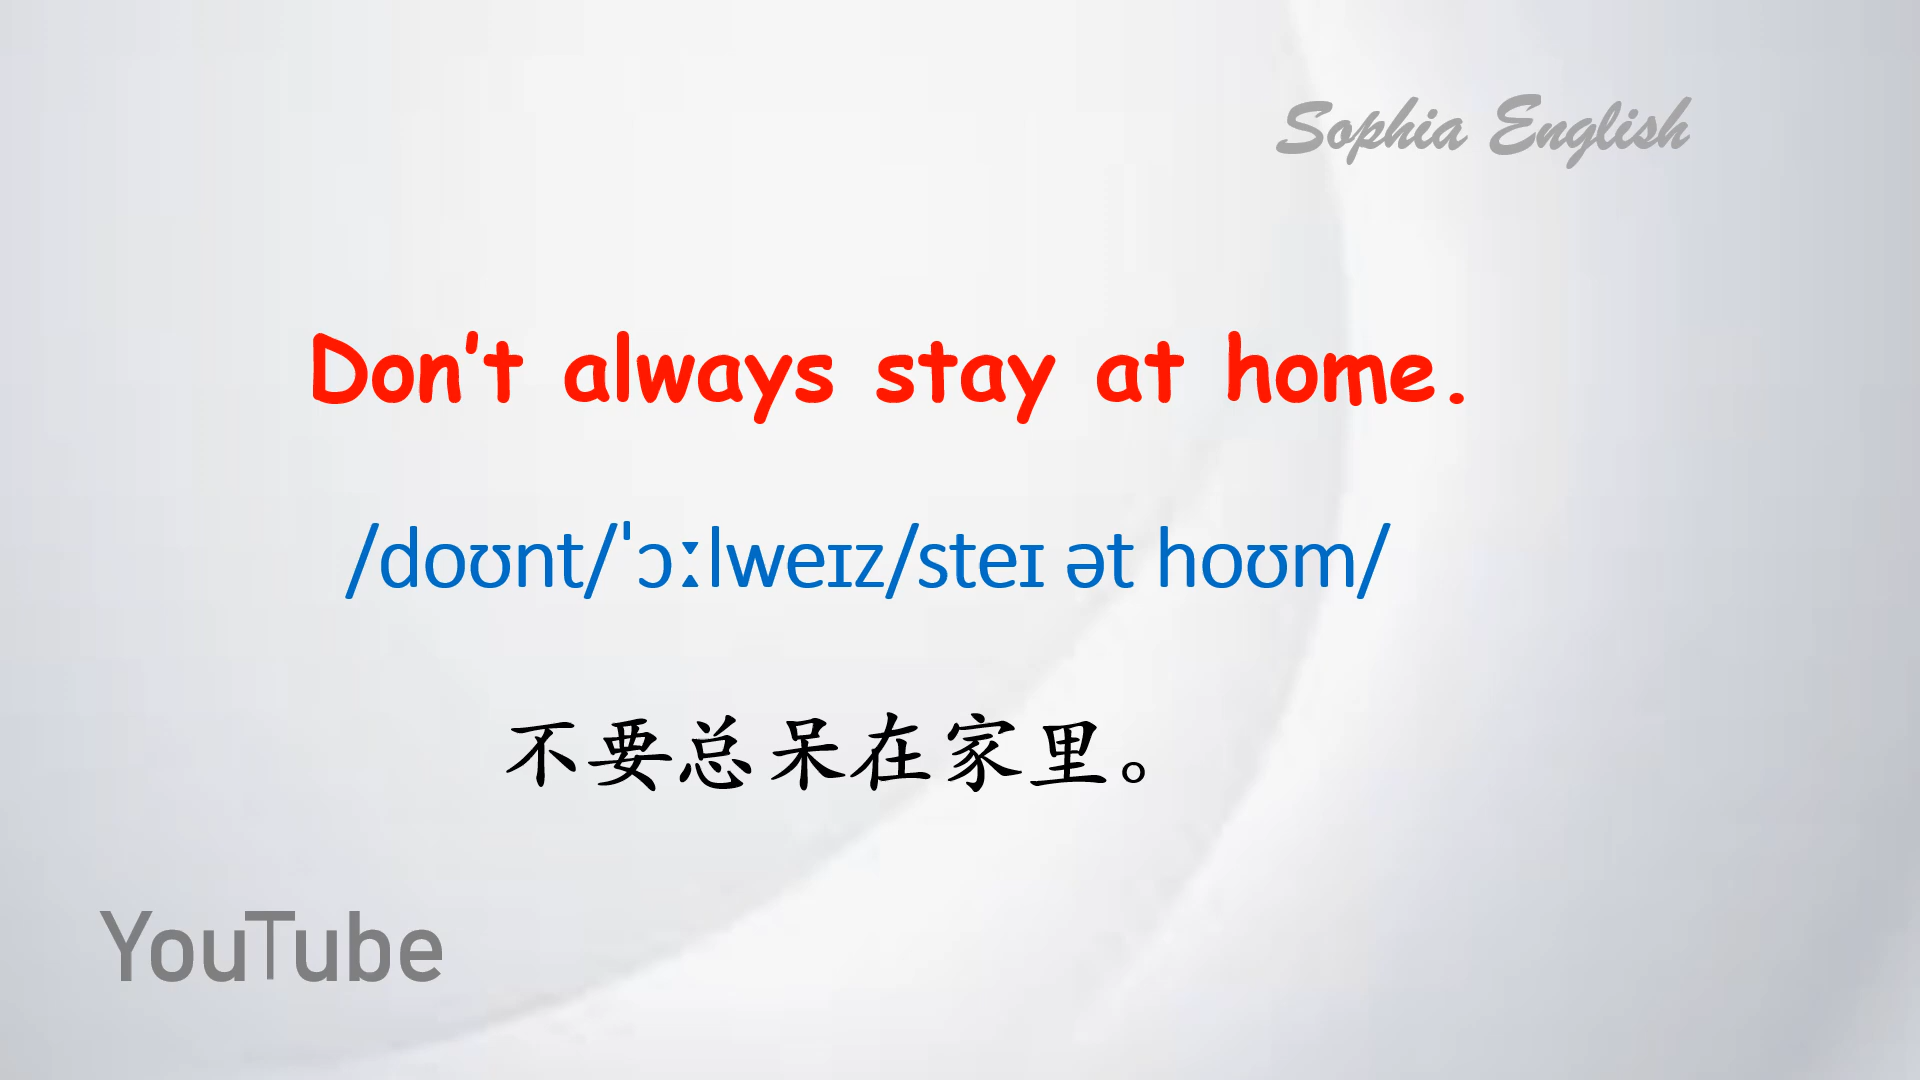 Sophia English
Don't always stay at home.
/doʊnt/ˈɔːlweɪz/steɪ ət hoʊm/
不要总呆在家里。
YouTube